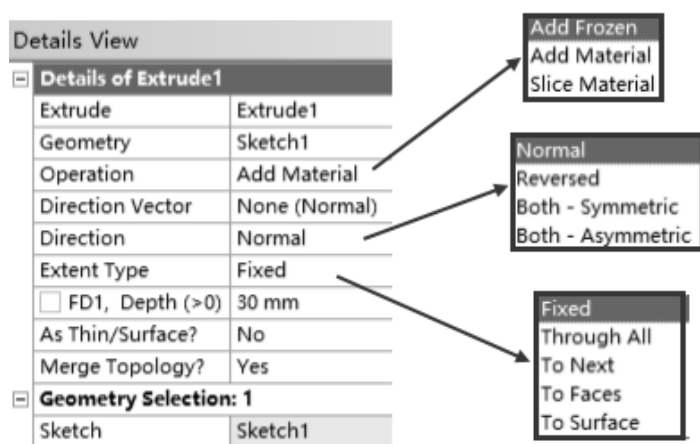 Details View
Details of Extrude1
Extrude Extrude1
Geometry Sketch1
Operation Add Material
Direction Vector None (Normal)
Direction Normal
Extent Type Fixed
FD1, Depth (>0) 30 mm
As Thin/Surface? No
Merge Topology? Yes
Geometry Selection: 1
Sketch Sketch1
Add Frozen
Add Material
Slice Material
Normal
Reversed
Both - Symmetric
Both - Asymmetric
Fixed
Through All
To Next
To Faces
To Surface